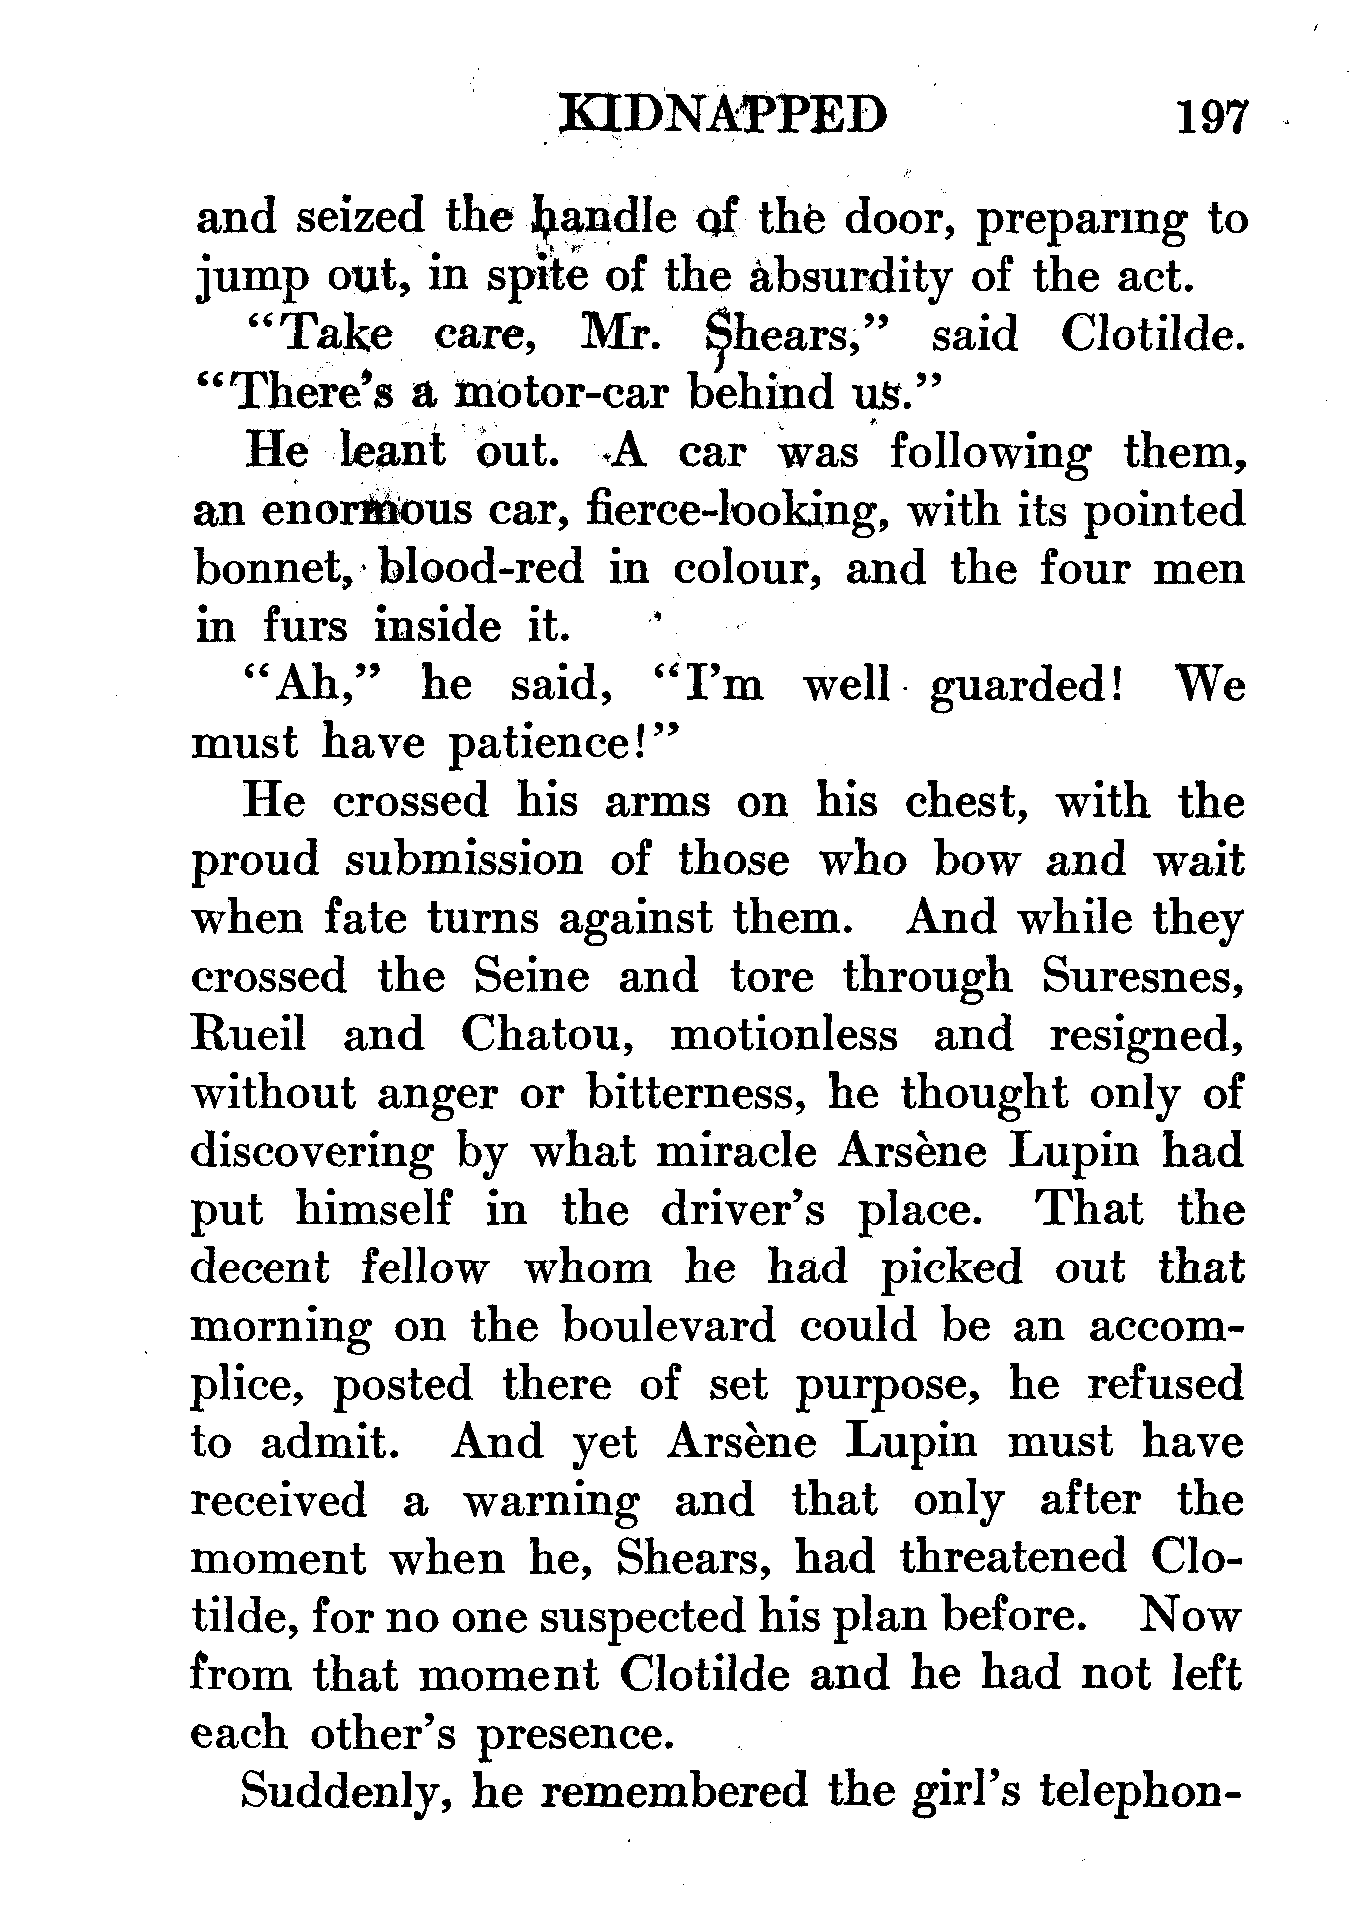 KIDNAPPED 197
and seized the handle of the door, preparing to
jump out, in spite of the absurdity of the act.
"Take care, Mr. Shears," said Clotilde.
"There's a motor-car behind us."
He leant out. A car was following them,
an enormous car, fierce-looking, with its pointed
bonnet, blood-red in colour, and the four men
in furs inside it.
"Ah," he said, "I'm well guarded! We
must have patience!"
He crossed his arms on his chest, with the
proud submission of those who bow and wait
when fate turns against them. And while they
crossed the Seine and tore through Suresnes,
Rueil and Chatou, motionless and resigned,
without anger or bitterness, he thought only of
discovering by what miracle Arsène Lupin had
put himself in the driver's place. That the
decent fellow whom he had picked out that
morning on the boulevard could be an accom-
plice, posted there of set purpose, he refused
to admit. And yet Arsène Lupin must have
received a warning and that only after the
moment when he, Shears, had threatened Clo-
tilde, for no one suspected his plan before. Now
from that moment Clotilde and he had not left
each other's presence.
Suddenly, he remembered the girl's telephon-